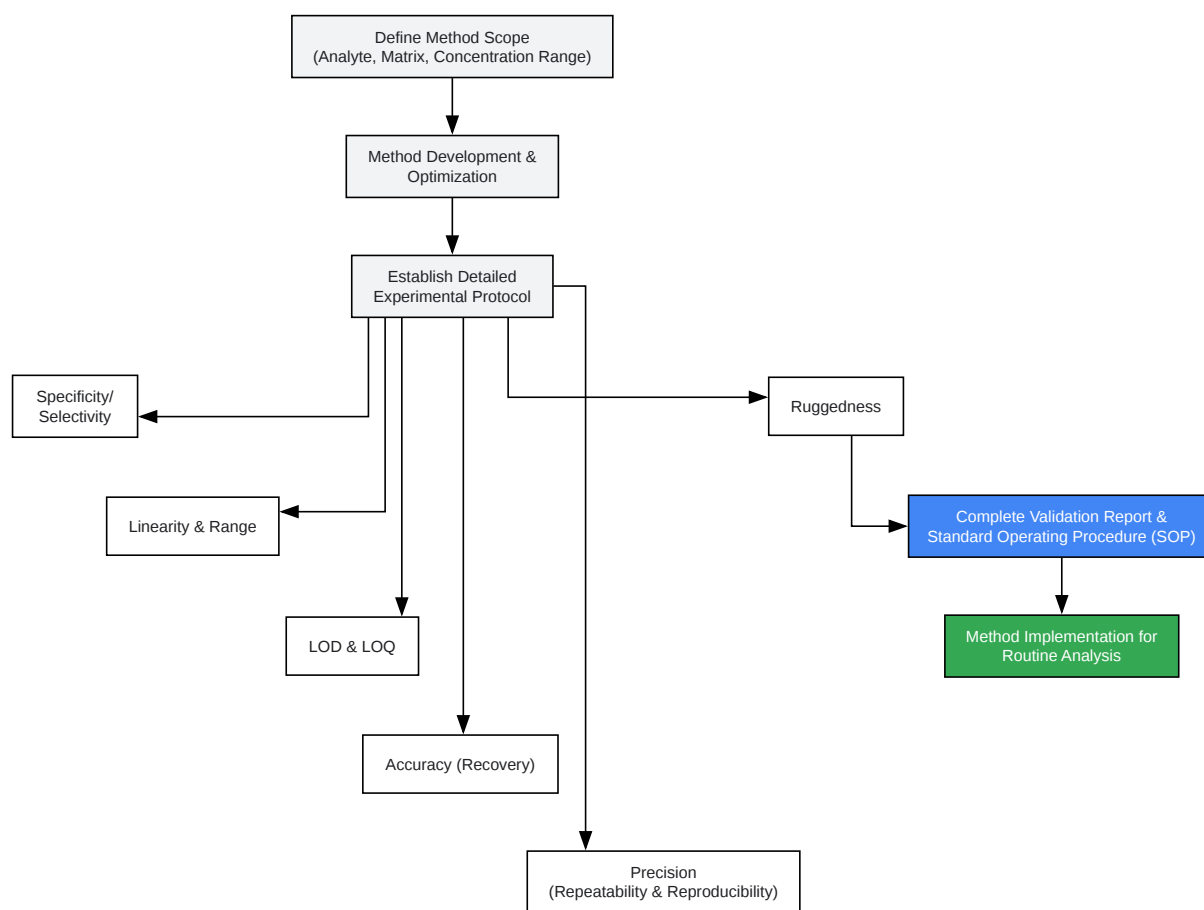 Define Method Scope
(Analyte, Matrix, Concentration Range)
Method Development &
Optimization
Establish Detailed
Experimental Protocol
Specificity/
Selectivity
Ruggedness
Linearity & Range
Complete Validation Report &
Standard Operating Procedure (SOP)
LOD & LOQ
Method Implementation for
Routine Analysis
Accuracy (Recovery)
Precision
(Repeatability & Reproducibility)